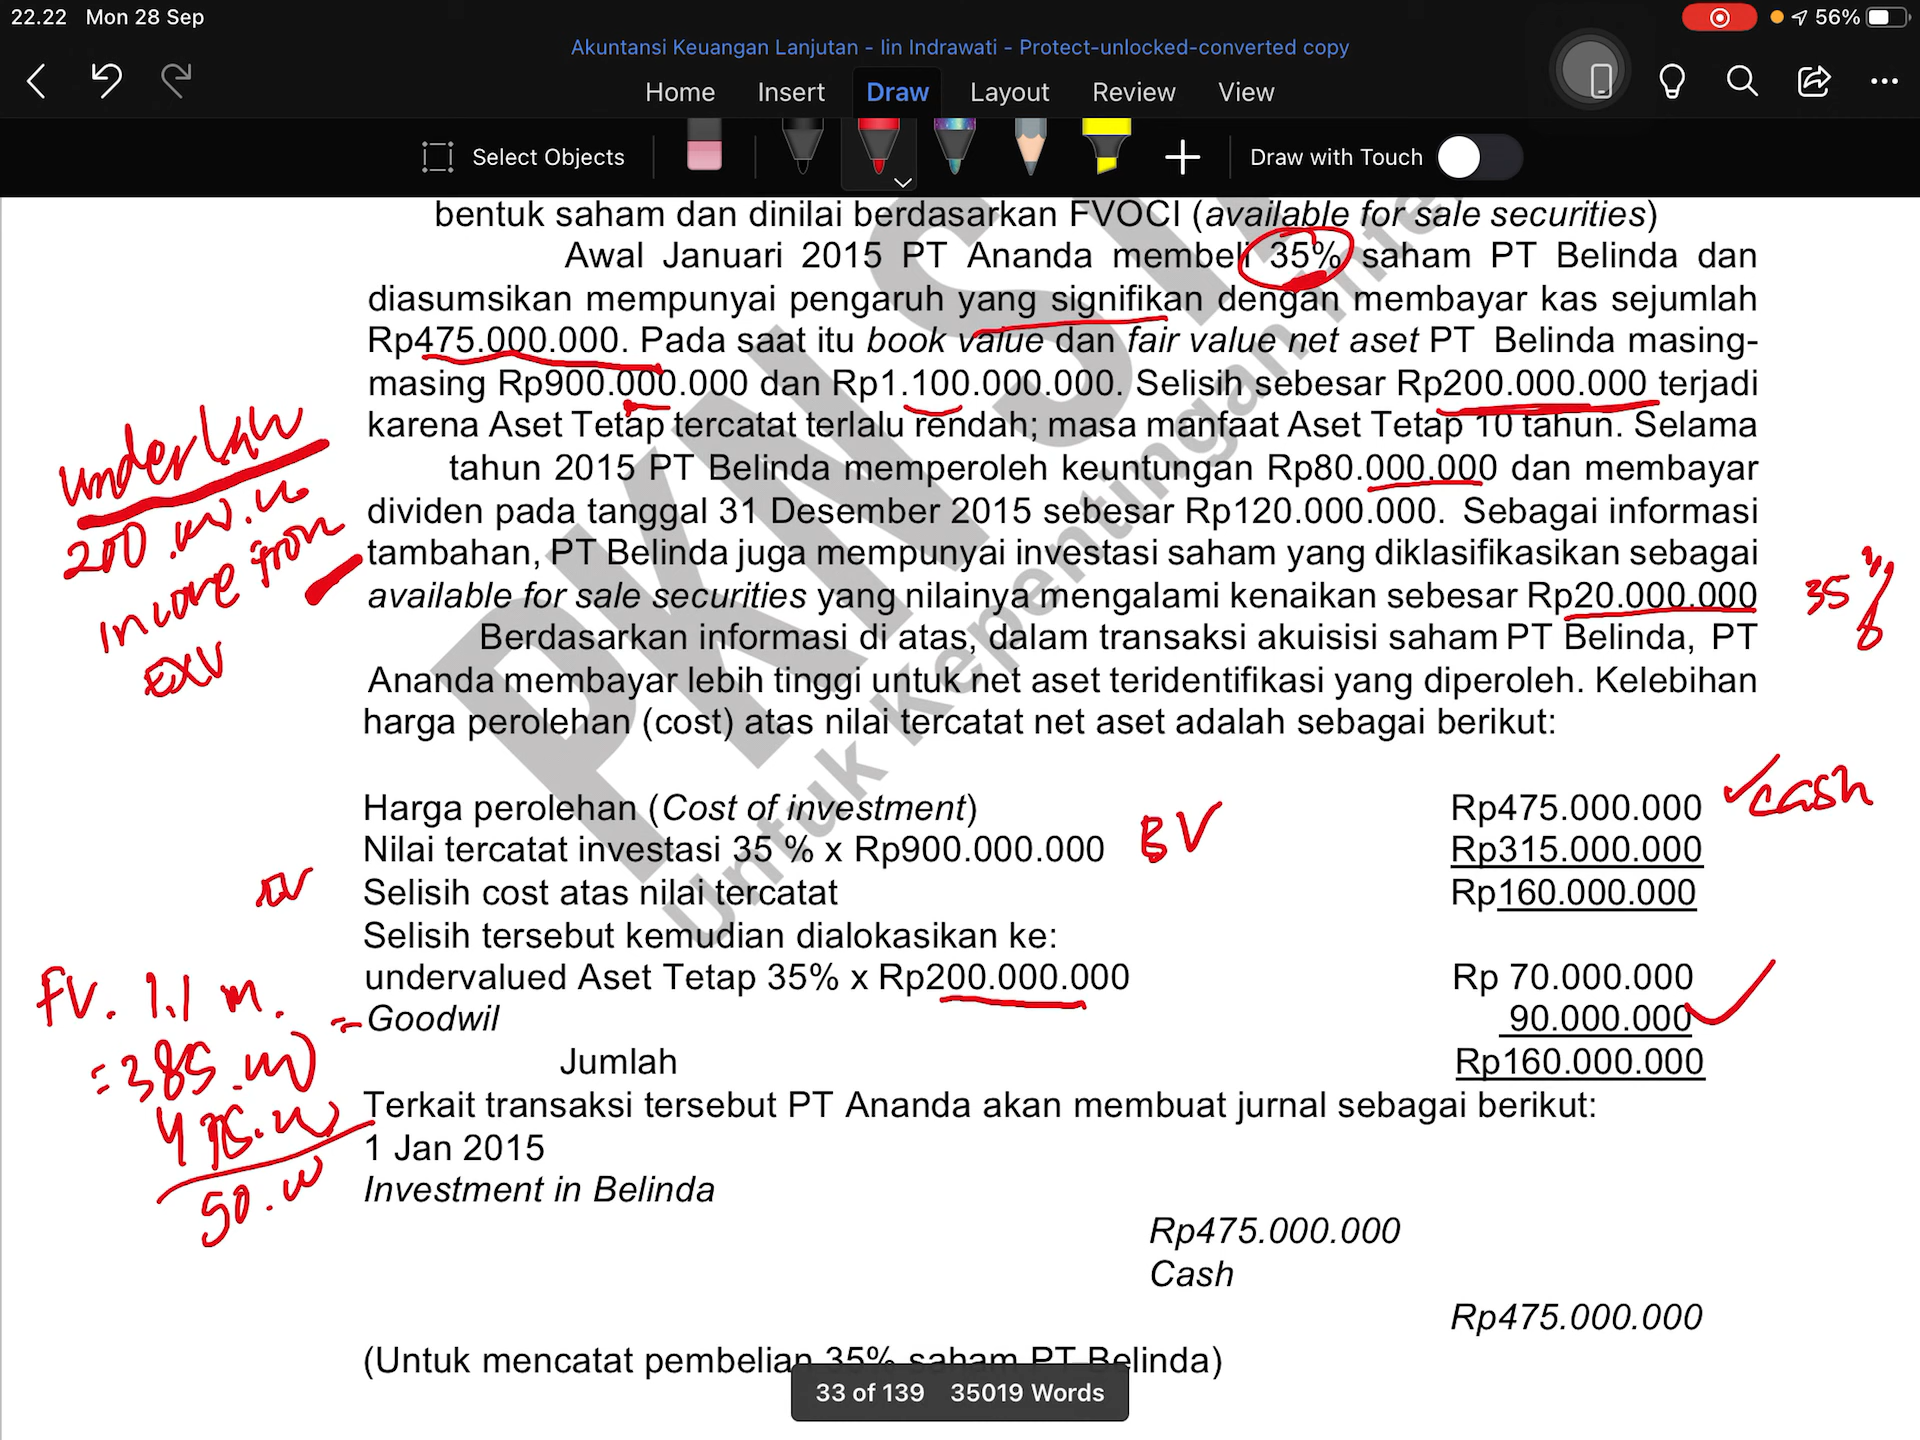 22.22 Mon 28 Sep
56%
Akuntansi Keuangan Lanjutan - Iin Indrawati - Protect-unlocked-converted copy
Home Insert Draw Layout Review View
Select Objects
Draw with Touch
bentuk saham dan dinilai berdasarkan FVOCI (available for sale securities)
Awal Januari 2015 PT Ananda membeli 35% saham PT Belinda dan
diasumsikan mempunyai pengaruh yang signifikan dengan membayar kas sejumlah
Rp475.000.000. Pada saat itu book value dan fair value net aset PT Belinda masing-
masing Rp900.000.000 dan Rp1.100.000.000. Selisih sebesar Rp200.000.000 terjadi
karena Aset Tetap tercatat terlalu rendah; masa manfaat Aset Tetap 10 tahun. Selama
tahun 2015 PT Belinda memperoleh keuntungan Rp80.000.000 dan membayar
dividen pada tanggal 31 Desember 2015 sebesar Rp120.000.000. Sebagai informasi
tambahan, PT Belinda juga mempunyai investasi saham yang diklasifikasikan sebagai
available for sale securities yang nilainya mengalami kenaikan sebesar Rp20.000.000
35%
Berdasarkan informasi di atas, dalam transaksi akuisisi saham PT Belinda, PT
Ananda membayar lebih tinggi untuk net aset teridentifikasi yang diperoleh. Kelebihan
harga perolehan (cost) atas nilai tercatat net aset adalah sebagai berikut:
Income from
Harga perolehan (Cost of investment) Rp475.000.000 cash
Nilai tercatat investasi 35 % x Rp900.000.000 BV Rp315.000.000
Selisih cost atas nilai tercatat Rp160.000.000
Selisih tersebut kemudian dialokasikan ke:
undervalued Aset Tetap 35% x Rp200.000.000 Rp 70.000.000
Goodwil 90.000.000
Jumlah Rp160.000.000
FV. 1.1 m.
Terkait transaksi tersebut PT Ananda akan membuat jurnal sebagai berikut:
1 Jan 2015
Investment in Belinda
Rp475.000.000
Cash
Rp475.000.000
(Untuk mencatat pembelian 35% saham PT Belinda)
33 of 139 35019 Words
PKN ST
Untuk Kepentingan Inte